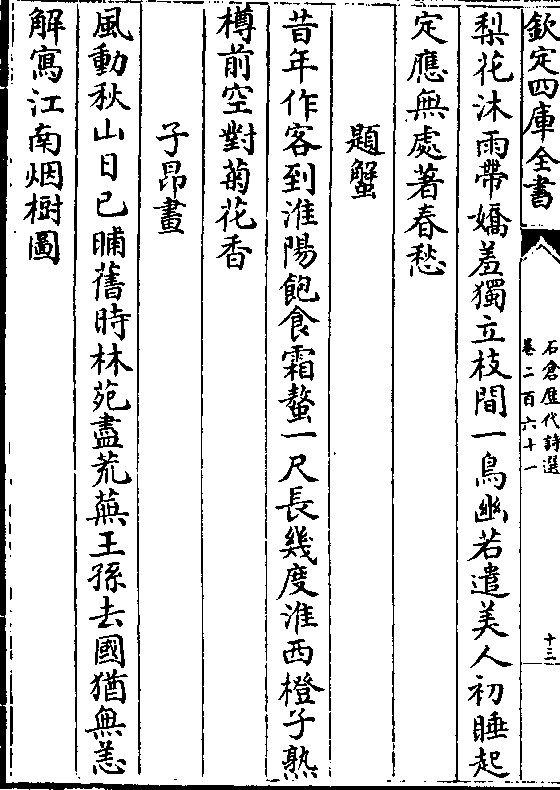 欽定四庫全書
石倉歷代詩選
卷二百六十一
十三
梨花沐雨帶嬌羞獨立枝間一鳥幽若遣美人初睡起
定應無處著春愁
題蟹
昔年作客到淮陽飽食霜螯一尺長幾度淮西橙子熟
樽前空對菊花香
子昂畫
風動秋山日已晡舊時林苑盡荒蕪王孫去國猶無恙
解寫江南烟樹圖